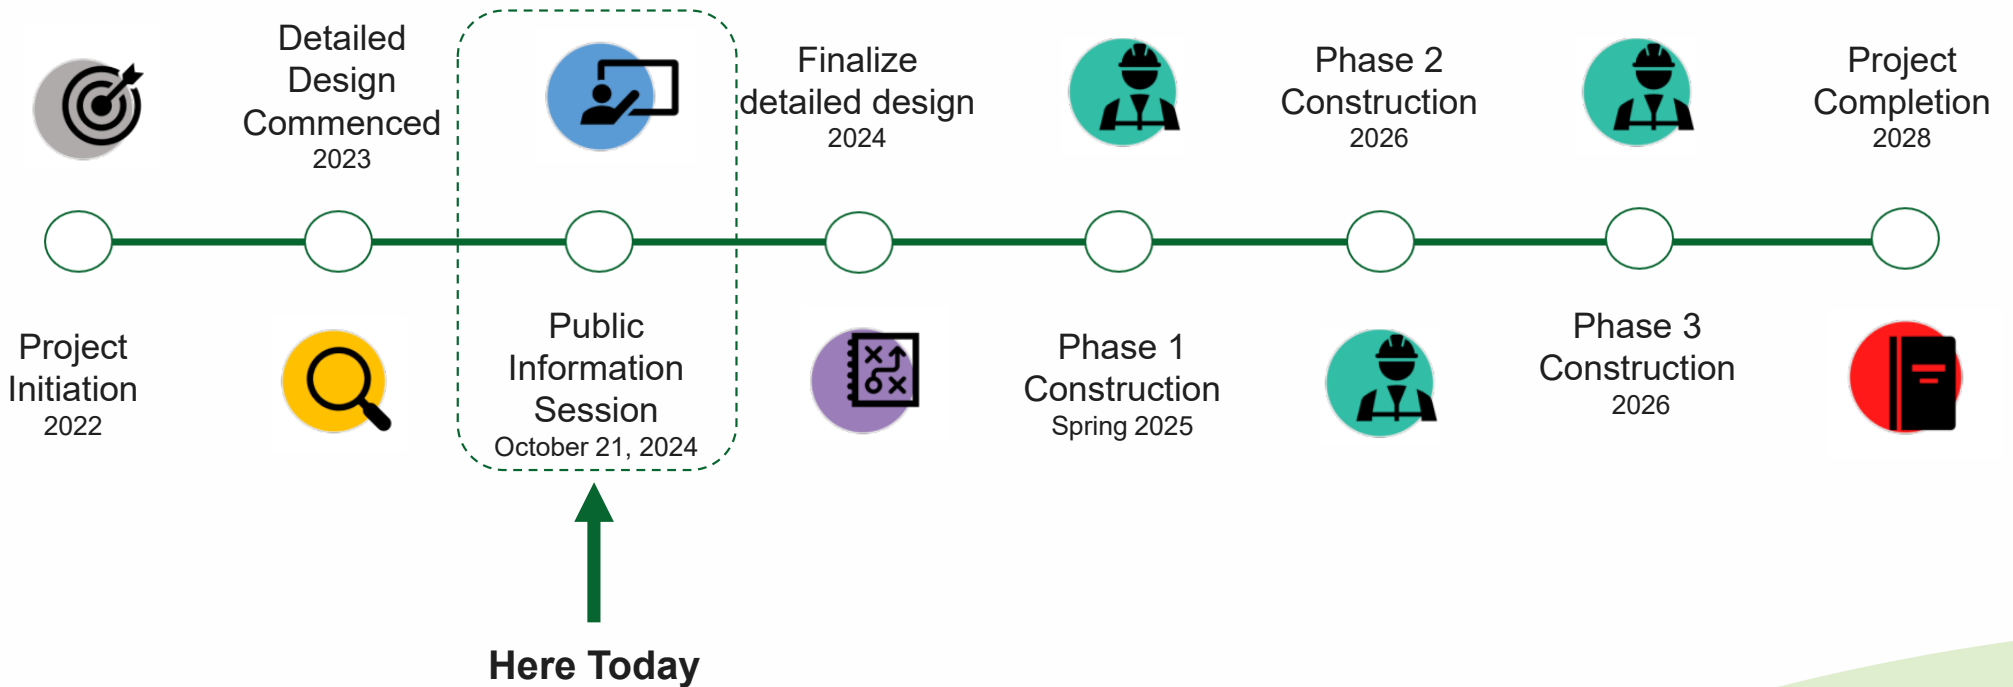 Project
Initiation
2022
Detailed
Design
Commenced
2023
Public
Information
Session
October 21, 2024
Here Today
Finalize
detailed design
2024
Phase 1
Construction
Spring 2025
Phase 2
Construction
2026
Phase 3
Construction
2026
Project
Completion
2028